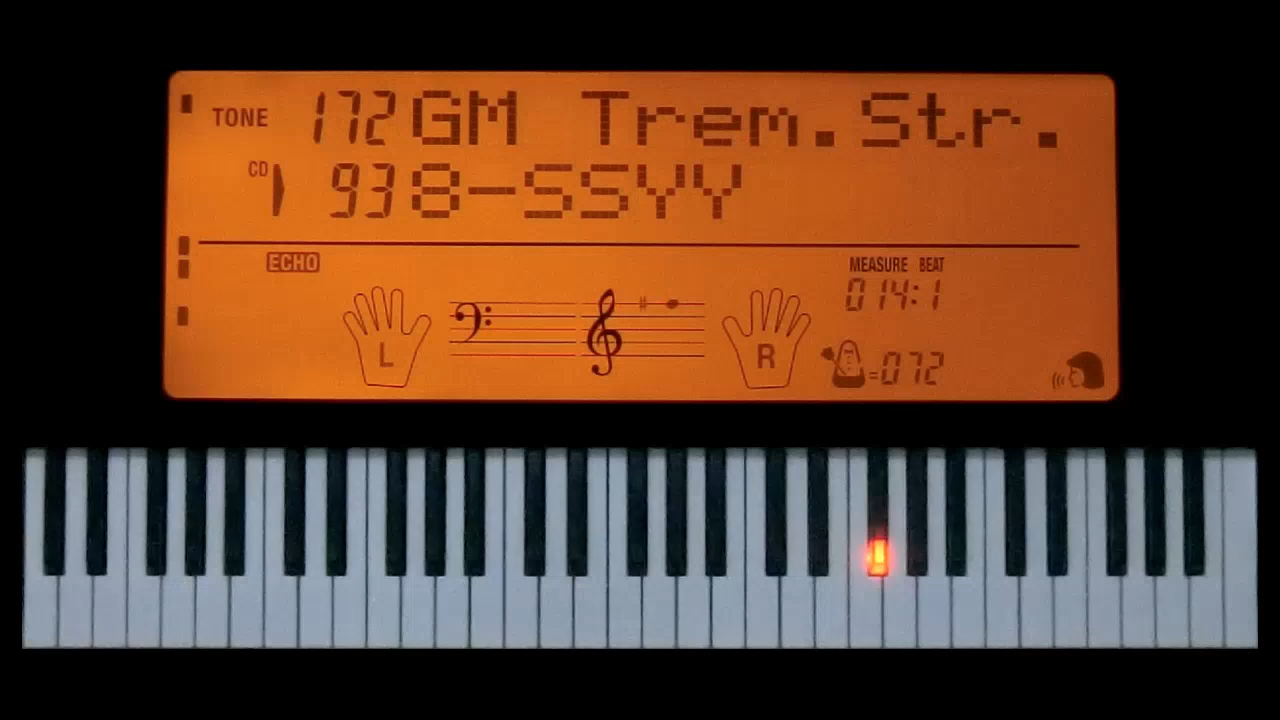 TONE 172 GM Trem.Str.
CD 938-SSYY
ECHO
MEASURE BEAT
014:1
L
R
=072